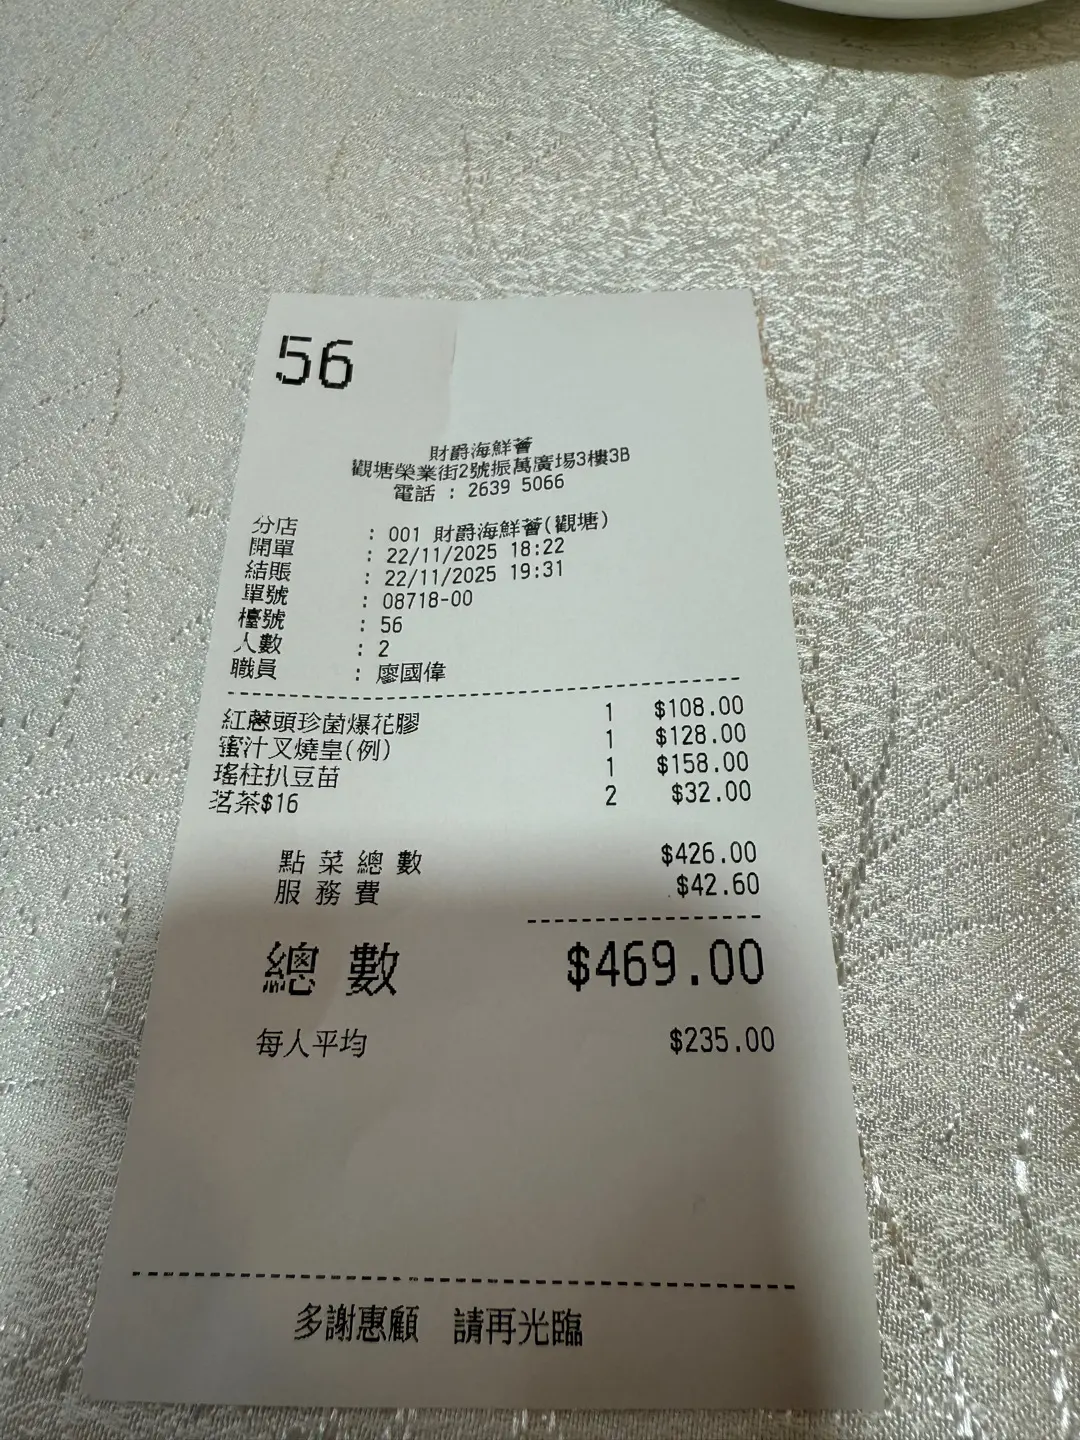 56
財爵海鮮薈
觀塘榮業街2號振萬廣場3樓3B
電話 : 2639 5066
分店 : 001 財爵海鮮薈(觀塘)
開單 : 22/11/2025 18:22
結賬 : 22/11/2025 19:31
單號 : 08718-00
檯號 : 56
人數 : 2
職員 : 廖國偉
紅蔥頭珍菌爆花膠 1 $108.00
蜜汁叉燒皇(例) 1 $128.00
瑤柱扒豆苗 1 $158.00
茗茶$16 2 $32.00
點菜總數 $426.00
服務費 $42.60
總數 $469.00
每人平均 $235.00
多謝惠顧 請再光臨